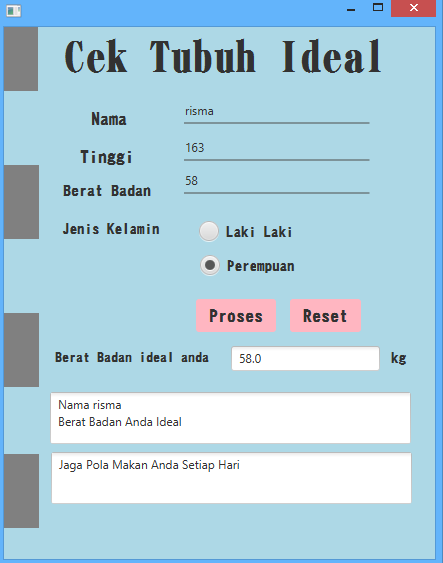 Cek Tubuh Ideal
Nama risma
Tinggi 163
Berat Badan 58
Jenis Kelamin Laki Laki
Perempuan
Proses Reset
Berat Badan ideal anda 58.0 kg
Nama risma
Berat Badan Anda Ideal
Jaga Pola Makan Anda Setiap Hari